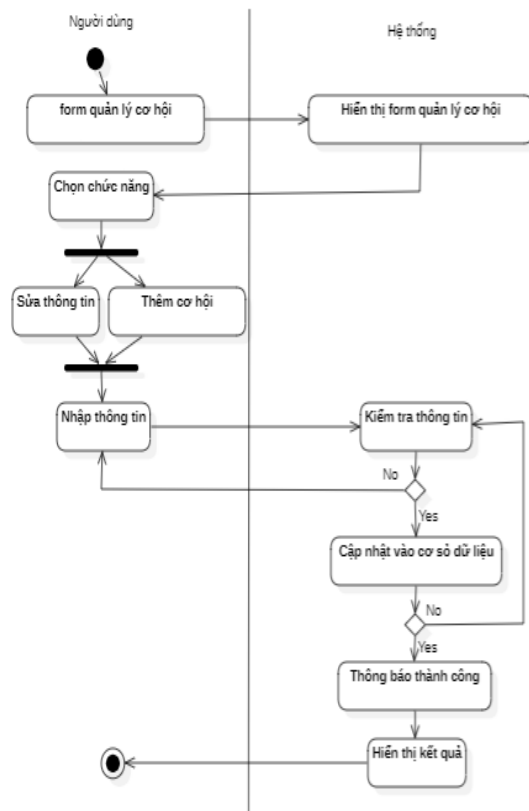 Người dùng
Hệ thống
form quản lý cơ hội
Hiển thị form quản lý cơ hội
Chọn chức năng
Sửa thông tin
Thêm cơ hội
Nhập thông tin
Kiểm tra thông tin
No
Yes
Cập nhật vào cơ sỏ dữ liệu
No
Yes
Thông báo thành công
Hiển thị kết quả